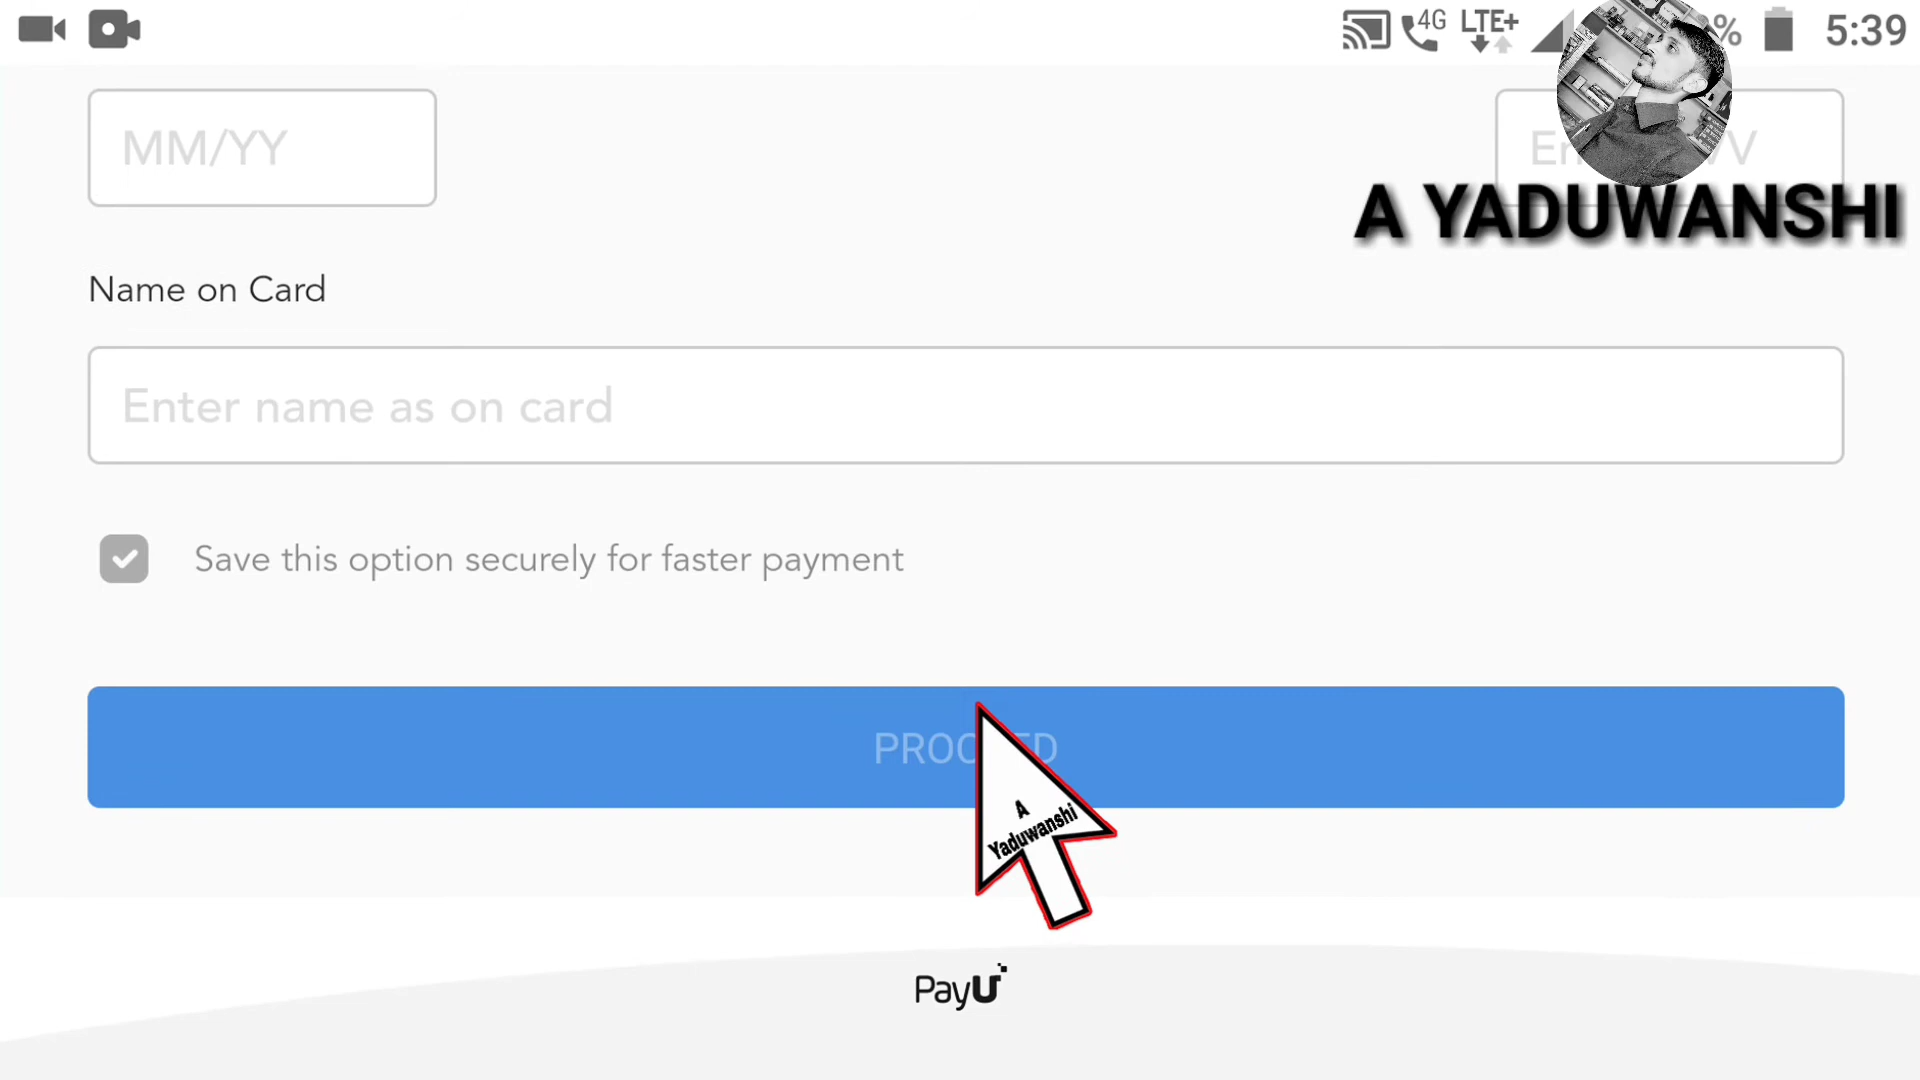 4G LTE+ % 5:39
MM/YY
A YADUWANSHI
Name on Card
Enter name as on card
Save this option securely for faster payment
A
Yaduwanshi
PayU